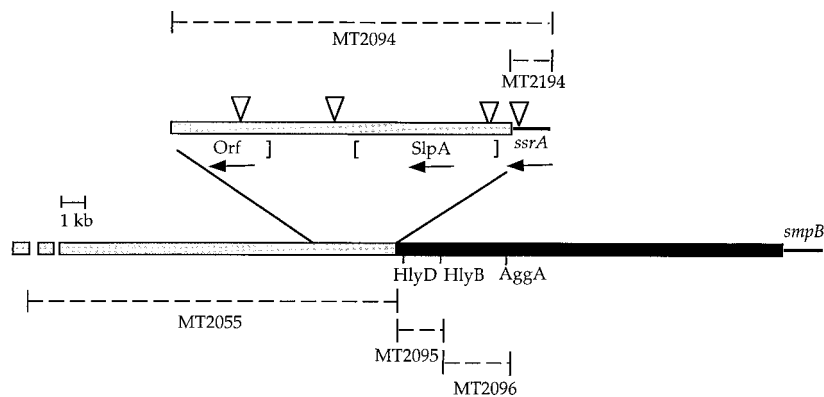 MT2094
MT2194
Orf ] [ SlpA ] ssrA
1 kb
smpB
HlyD HlyB AggA
MT2055
MT2095
MT2096